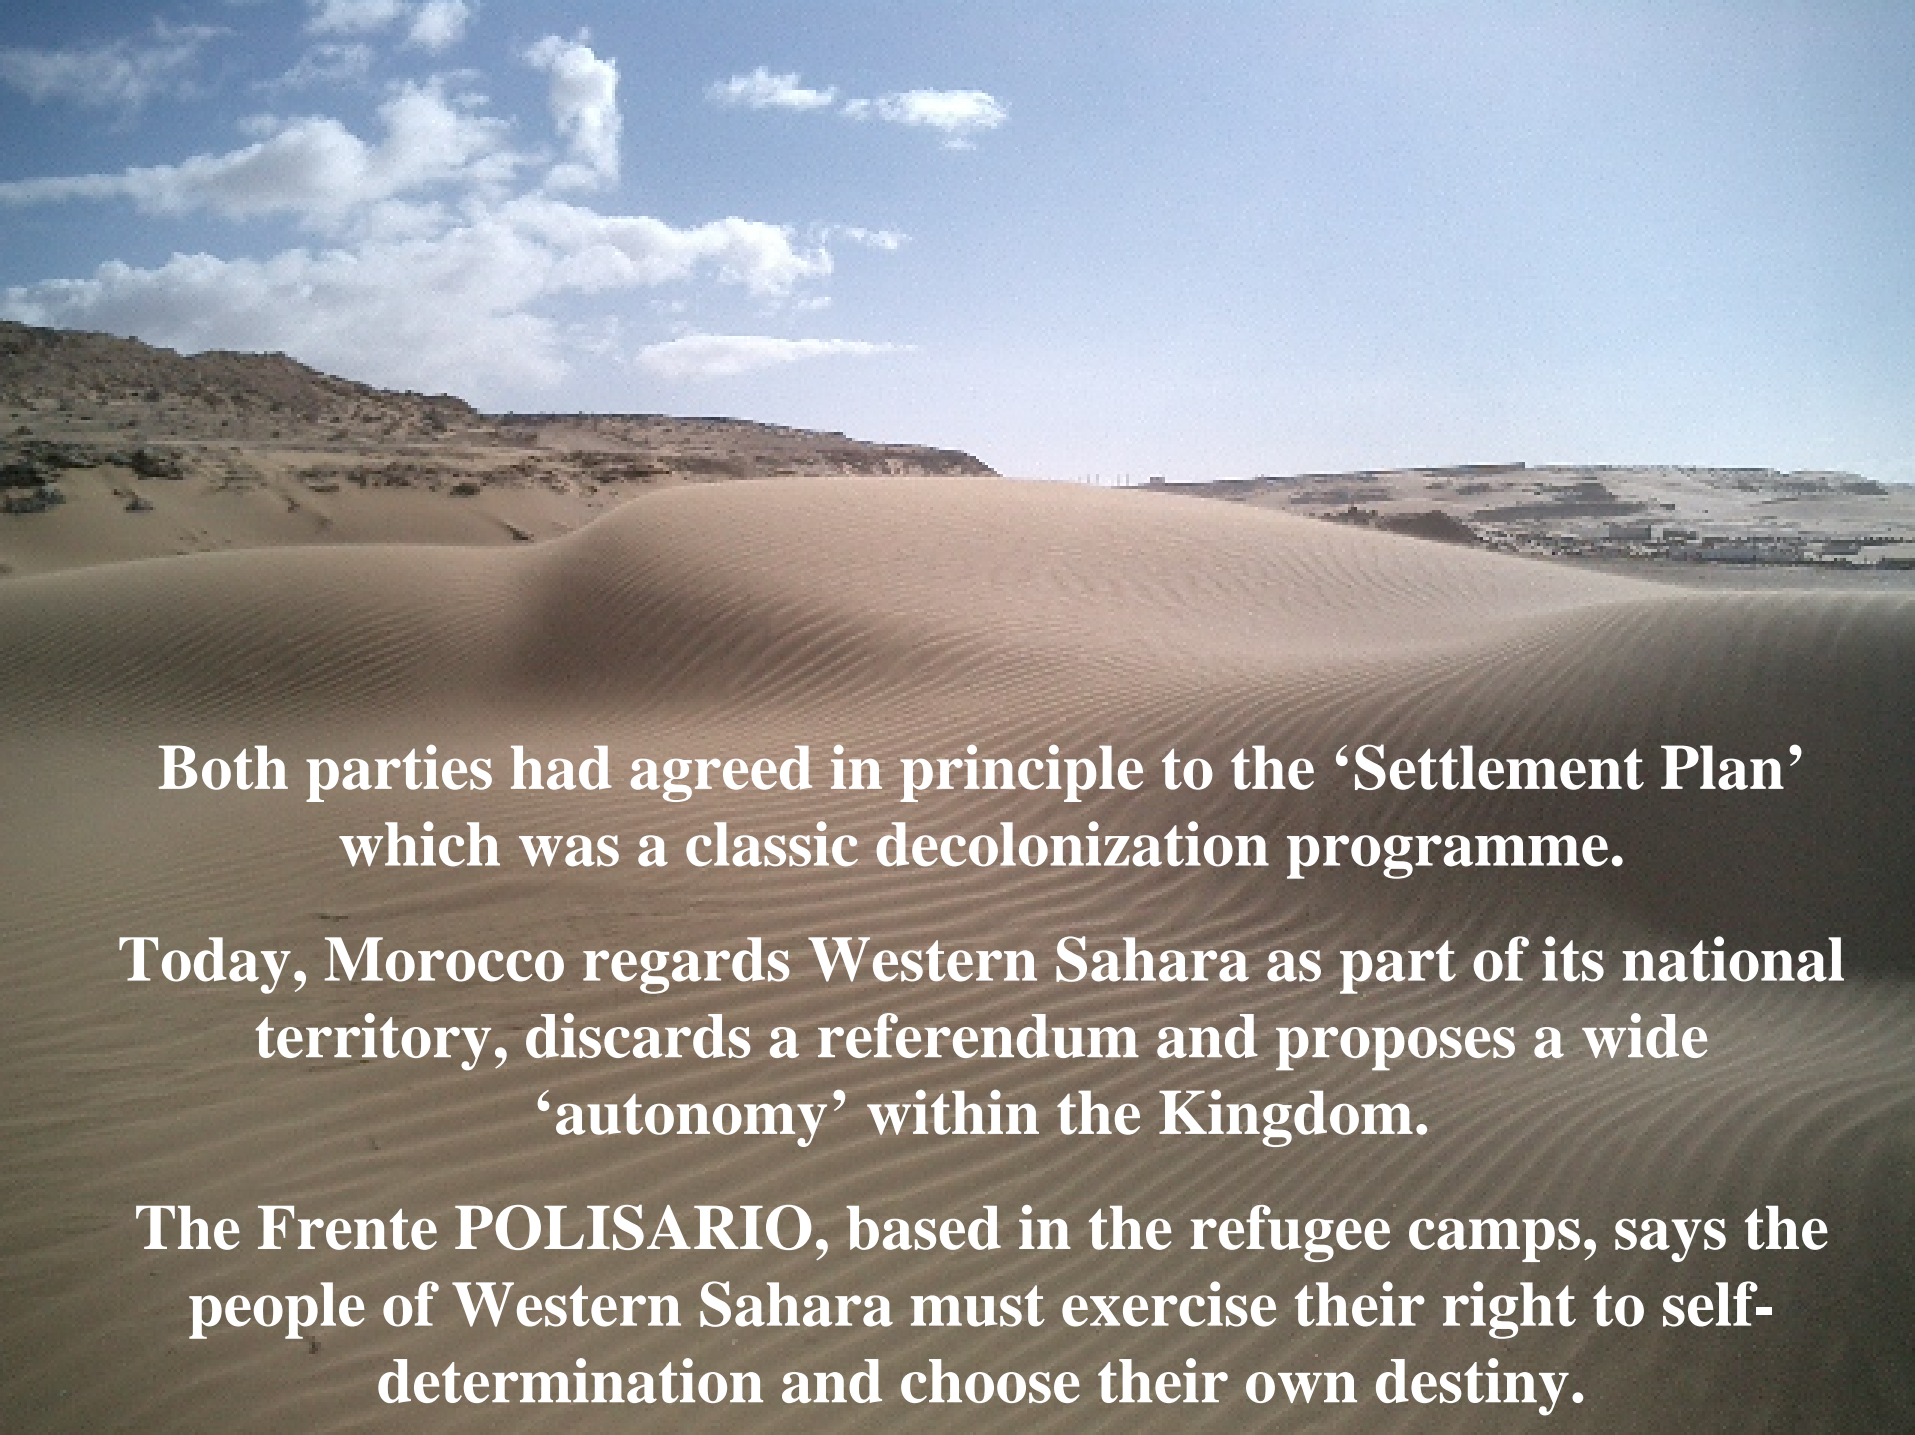 Both parties had agreed in principle to the ‘Settlement Plan’
which was a classic decolonization programme.
Today, Morocco regards Western Sahara as part of its national
territory, discards a referendum and proposes a wide
‘autonomy’ within the Kingdom.
The Frente POLISARIO, based in the refugee camps, says the
people of Western Sahara must exercise their right to self-
determination and choose their own destiny.